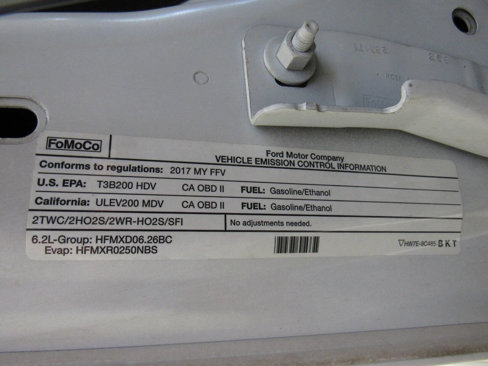 FoMoCo
Ford Motor Company
VEHICLE EMISSION CONTROL INFORMATION
Conforms to regulations: 2017 MY FFV
U.S. EPA: T3B200 HDV CA OBD II FUEL: Gasoline/Ethanol
California: ULEV200 MDV CA OBD II FUEL: Gasoline/Ethanol
2TWC/2HO2S/2WR-HO2S/SFI No adjustments needed.
6.2L-Group: HFMXD06.26BC
Evap: HFMXR0250NBS
HW7E-9C485 BKT